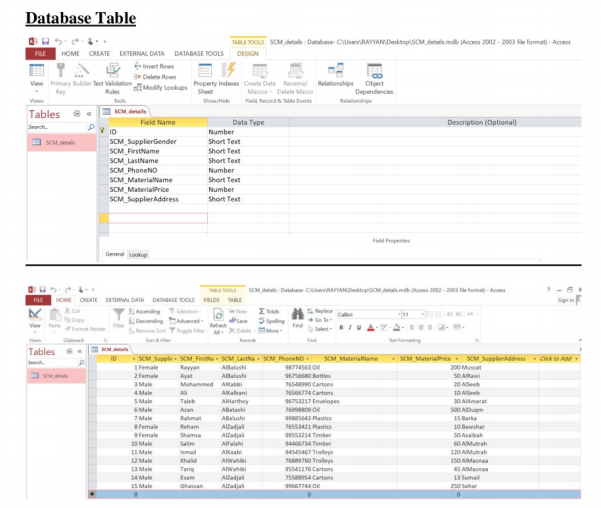 Database Table
TABLE TOOLS SCM_details : Database- C:\Users\RAYYAN\Desktop\SCM_details.mdb (Access 2002 - 2003 file format) - Access
FILE HOME CREATE EXTERNAL DATA DATABASE TOOLS DESIGN
View Primary Key Builder Test Validation Rules Insert Rows Delete Rows Modify Lookups Property Sheet Indexes Create Data Macros Rename/ Delete Macro Relationships Object Dependencies
Views Tools Show/Hide Field, Record & Table Events Relationships
Tables SCM_details
Search...
SCM_details
Field Name Data Type Description (Optional)
ID Number
SCM_SupplierGender Short Text
SCM_FirstName Short Text
SCM_LastName Short Text
SCM_PhoneNO Number
SCM_MaterialName Short Text
SCM_MaterialPrice Number
SCM_SupplierAddress Short Text
Field Properties
General Lookup
TABLE TOOLS SCM_details : Database- C:\Users\RAYYAN\Desktop\SCM_details.mdb (Access 2002 - 2003 file format) - Access
FILE HOME CREATE EXTERNAL DATA DATABASE TOOLS FIELDS TABLE Sign in
View Paste Cut Copy Format Painter Filter Ascending Descending Remove Sort Selection Advanced Toggle Filter Refresh All New Save Delete Totals Spelling More Find Replace Go To Select Calibri 11 B I U
Views Clipboard Sort & Filter Records Find Text Formatting
Tables SCM_details
Search...
SCM_details
ID SCM_Supplie SCM_FirstNa SCM_LastNa SCM_PhoneNO SCM_MaterialName SCM_MaterialPrice SCM_SupplierAddress Click to Add
1 Female Rayyan AlBalushi 98774563 Oil 200 Muscat
2 Female Ayat AlBalushi 96756680 Bottles 50 AlRawi
3 Male Mohammed AlKabbi 76548990 Cartons 20 AlSeeb
4 Male Ali AlKalbani 76566774 Cartons 10 AlSeeb
5 Male Taleb AlHarthey 96753217 Envelopes 30 AlAmerat
6 Male Azan ABatashi 76998809 Oil 500 AlDuqm
7 Male Rahmat ABalushi 99885643 Plastics 15 Barka
8 Female Reham AlZadjali 76553421 Plastics 10 Bawshar
9 Female Shamsa AlZadjali 99553214 Timber 50 Azaibah
10 Male Salim AlFalahi 94466734 Timber 60 AlMutrah
11 Male Ismail AlKaabi 94545467 Trolleys 120 AlMutrah
12 Male Khalid AlWahibi 76889760 Trolleys 150 AlMasnaa
13 Male Tariq AlWahibi 95541176 Cartons 45 AlMasnaa
14 Male Esam AlZadjali 75588954 Cartons 13 Sumail
15 Male Ghassan AlZadjali 99667744 Oil 250 Sohar
0 0 0